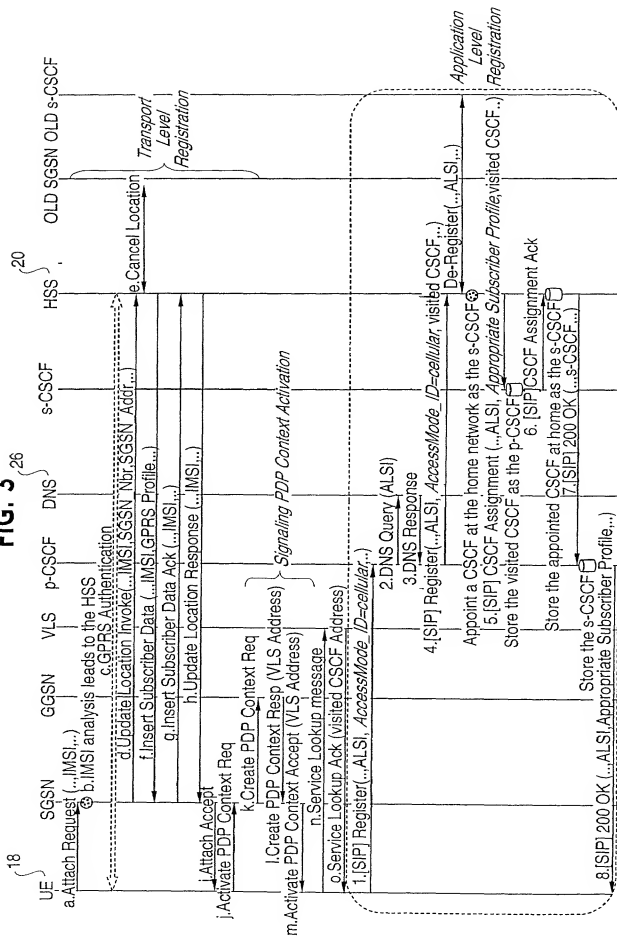 FIG. 3
18
20
26
UE SGSN GGSN VLS p-CSCF DNS s-CSCF HSS OLD SGSN OLD s-CSCF
a.Attach Request (...,IMSI,..)
b.IMSI analysis leads to the HSS
c.GPRS Authentication
d.Update Location Invoke(...IMSI,SGSN_Nbr,SGSN_Addr,..)
e.Cancel Location
Transport
Level
Registration
f.Insert Subscriber Data (...IMSI,GPRS Profile...)
g.Insert Subscriber Data Ack (...IMSI,..)
h.Update Location Response (...IMSI,..)
i.Attach Accept
j.Activate PDP Context Req
k.Create PDP Context Req
l.Create PDP Context Resp (VLS Address)
Signaling PDP Context Activation
m.Activate PDP Context Accept (VLS Address)
n.Service Lookup message
o.Service Lookup Ack (visited CSCF Address)
1.[SIP] Register(..,ALSI, AccessMode_ID=cellular,..)
2.DNS Query (ALSI)
3.DNS Response
4.[SIP] Register(..,ALSI, AccessMode_ID=cellular, visited CSCF,..)
De-Register(..,ALSI,..)
Application
Level
Registration
Appoint a CSCF at the home network as the s-CSCF
5.[SIP] CSCF Assignment (..,ALSI, Appropriate Subscriber Profile,visited CSCF..)
Store the visited CSCF as the p-CSCF
6. [SIP]CSCF Assignment Ack
Store the appointed CSCF at home as the s-CSCF
7.[SIP] 200 OK (...s-CSCF...)
Store the s-CSCF
8.[SIP] 200 OK (...ALSI,Appropriate Subscriber Profile,..)